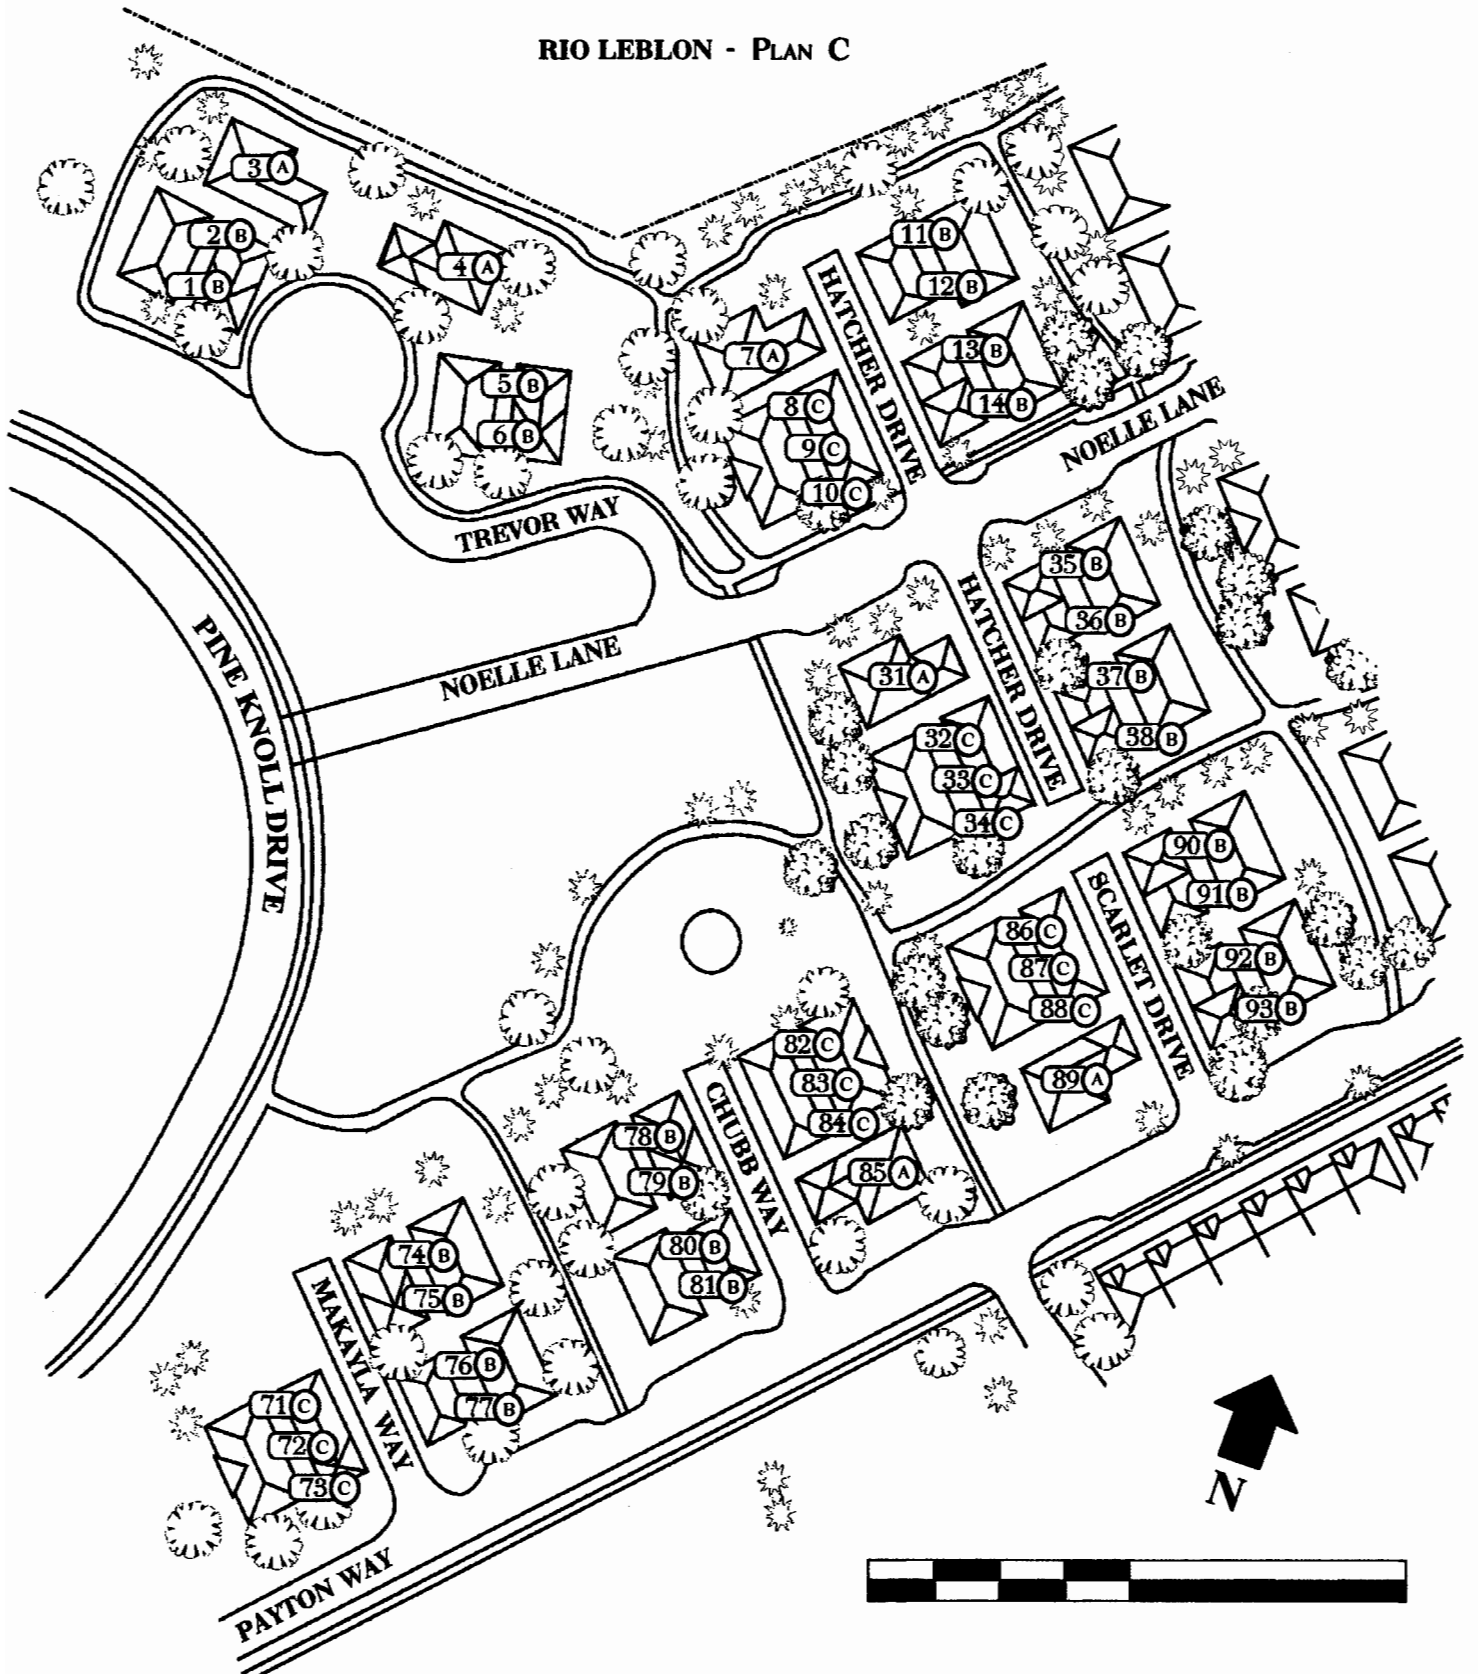 RIO LEBLON - PLAN C
3 A
2 B
1 B
4 A
5 B
6 B
11 B
12 B
HATCHER DRIVE
7 A
13 B
14 B
8 C
9 C
10 C
NOELLE LANE
TREVOR WAY
35 B
36 B
HATCHER DRIVE
NOELLE LANE
31 A
37 B
38 B
32 C
33 C
34 C
PINE KNOLL DRIVE
90 B
91 B
SCARLET DRIVE
86 C
87 C
88 C
92 B
93 B
89 A
82 C
83 C
84 C
CHUBB WAY
78 B
79 B
85 A
80 B
81 B
74 B
75 B
MAKAYLA WAY
76 B
77 B
71 C
72 C
73 C
PAYTON WAY
N